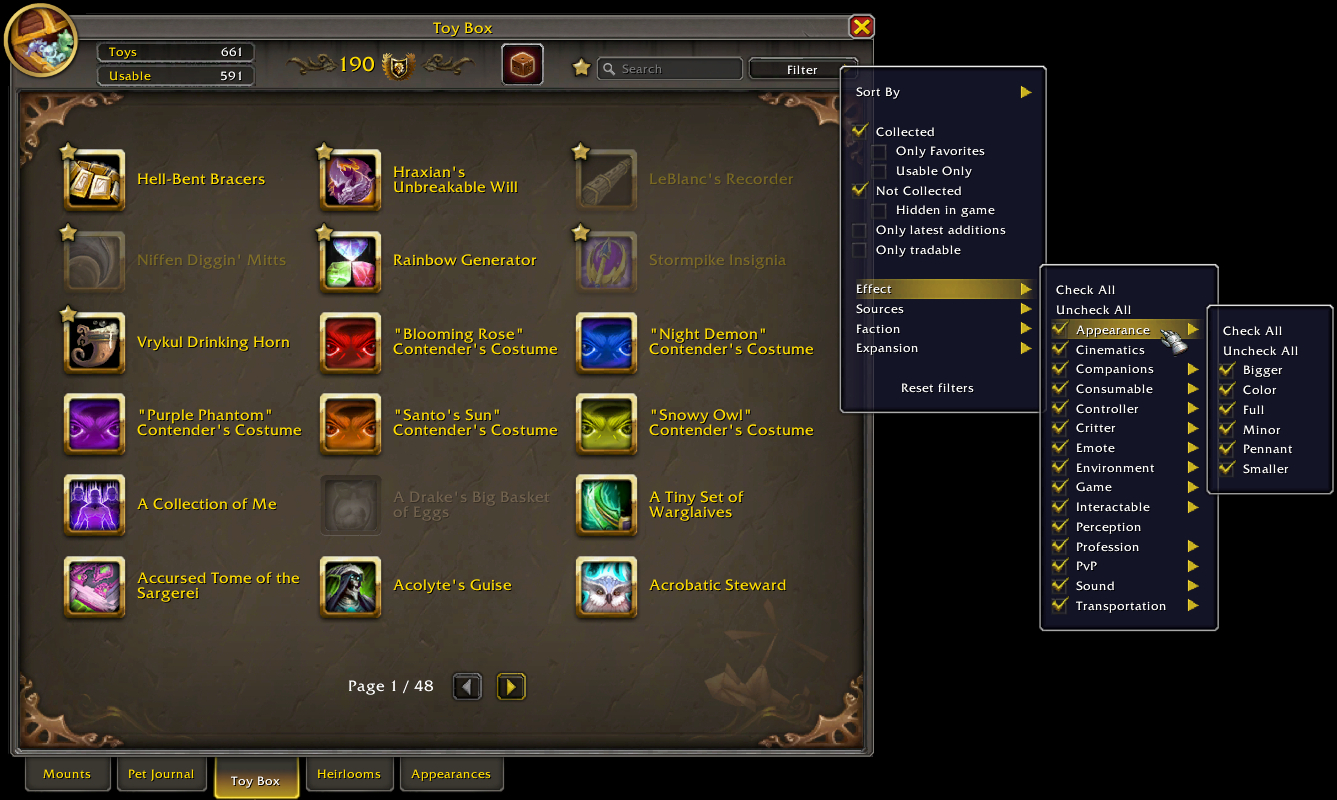 Toy Box
Toys 661
Usable 591
190
Search
Filter
Hell-Bent Bracers
Hraxian's
Unbreakable Will
LeBlanc's Recorder
Niffen Diggin' Mitts
Rainbow Generator
Stormpike Insignia
Vrykul Drinking Horn
"Blooming Rose"
Contender's Costume
"Night Demon"
Contender's Costume
"Purple Phantom"
Contender's Costume
"Santo's Sun"
Contender's Costume
"Snowy Owl"
Contender's Costume
A Collection of Me
A Drake's Big Basket
of Eggs
A Tiny Set of
Warglaives
Accursed Tome of the
Sargerei
Acolyte's Guise
Acrobatic Steward
Page 1 / 48
Mounts
Pet Journal
Toy Box
Heirlooms
Appearances
Sort By
Collected
Only Favorites
Usable Only
Not Collected
Hidden in game
Only latest additions
Only tradable
Effect
Sources
Faction
Expansion
Reset filters
Check All
Uncheck All
Appearance
Cinematics
Companions
Consumable
Controller
Critter
Emote
Environment
Game
Interactable
Perception
Profession
PvP
Sound
Transportation
Check All
Uncheck All
Bigger
Color
Full
Minor
Pennant
Smaller